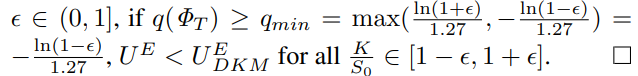 ϵ ∈ (0, 1], if q(Φ_T) ≥ q_min = max(ln(1+ϵ)/1.27, −ln(1−ϵ)/1.27) =
−ln(1−ϵ)/1.27, U^E < U^E_DKM for all K/S_0 ∈ [1 − ϵ, 1 + ϵ]. □